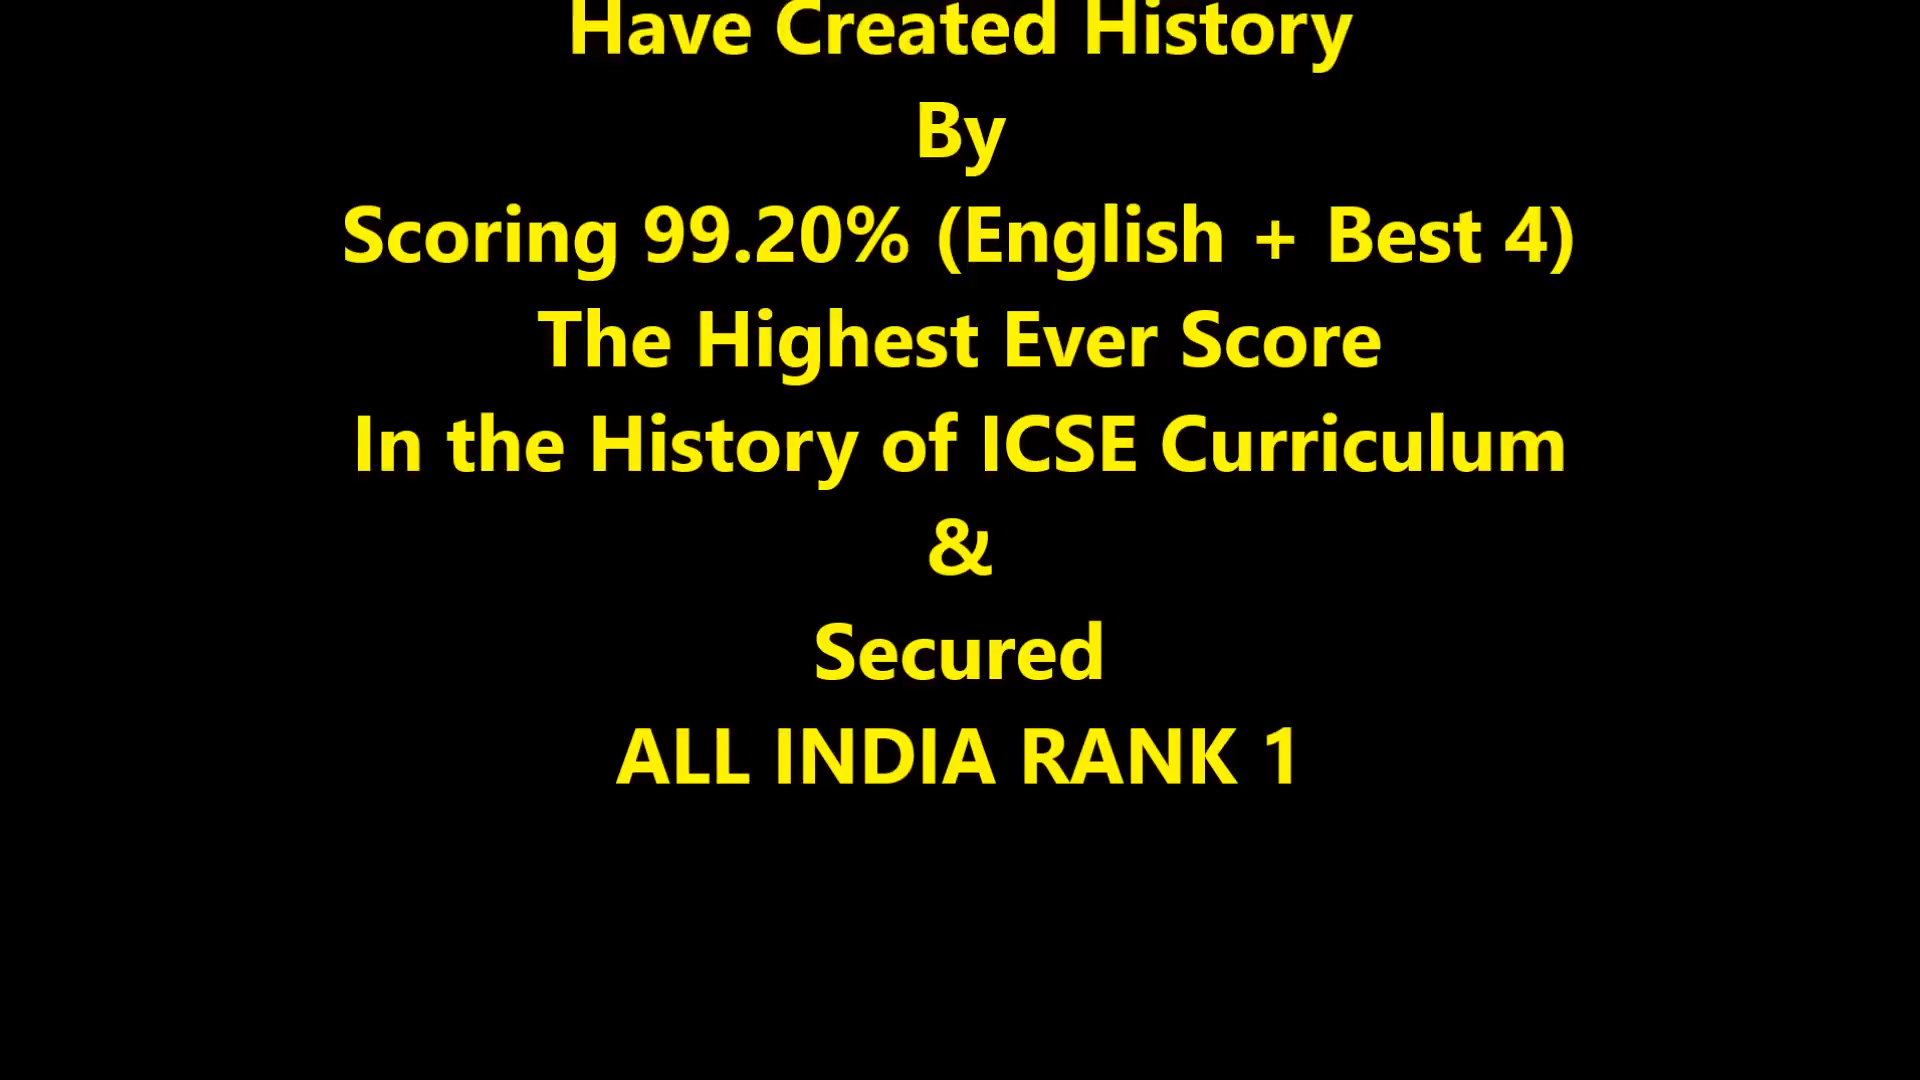 Have Created History
By
Scoring 99.20% (English + Best 4)
The Highest Ever Score
In the History of ICSE Curriculum
&
Secured
ALL INDIA RANK 1